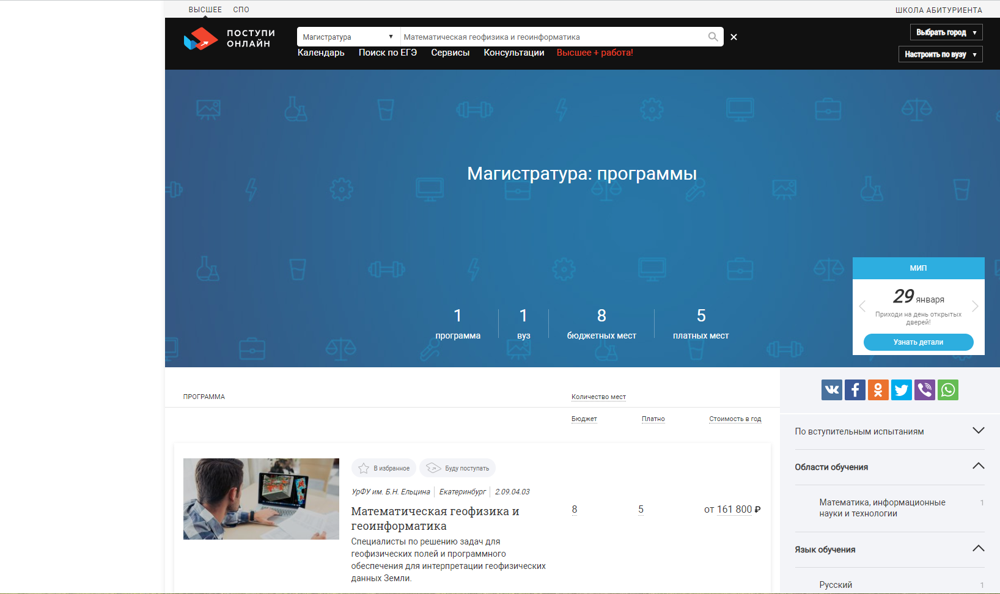 ВЫСШЕЕ СПО
ШКОЛА АБИТУРИЕНТА
ПОСТУПИ
ОНЛАЙН
Магистратура
Математическая геофизика и геоинформатика
Календарь Поиск по ЕГЭ Сервисы Консультации Высшее + работа!
Выбрать город
Настроить по вузу
Магистратура: программы
1 программа
1 вуз
8 бюджетных мест
5 платных мест
МИП
29 января
Приходи на день открытых
дверей!
Узнать детали
ПРОГРАММА
Количество мест
Бюджет Платно Стоимость в год
В избранное Буду поступать
УрФУ им. Б.Н. Ельцина Екатеринбург 2.09.04.03
Математическая геофизика и
геоинформатика
Специалисты по решению задач для
геофизических полей и программного
обеспечения для интерпретации геофизических
данных Земли.
8 5 от 161 800 ₽
По вступительным испытаниям
Области обучения
Математика, информационные 1
науки и технологии
Язык обучения
Русский 1